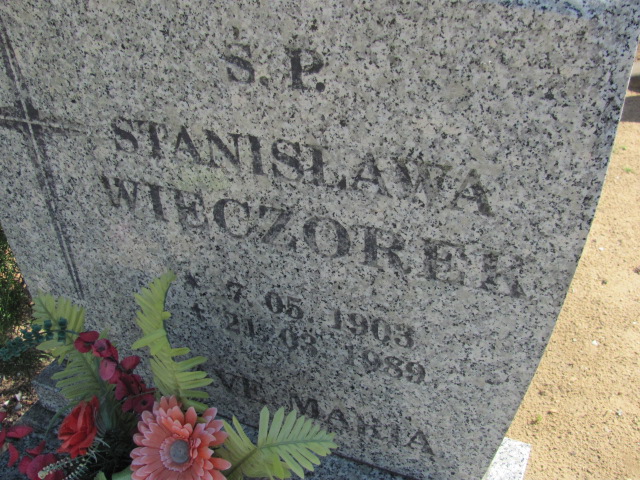 Ś.P.
STANISŁAWA
WIECZOREK
* 7.05.1903
† 21.03.1989
AVE MARIA